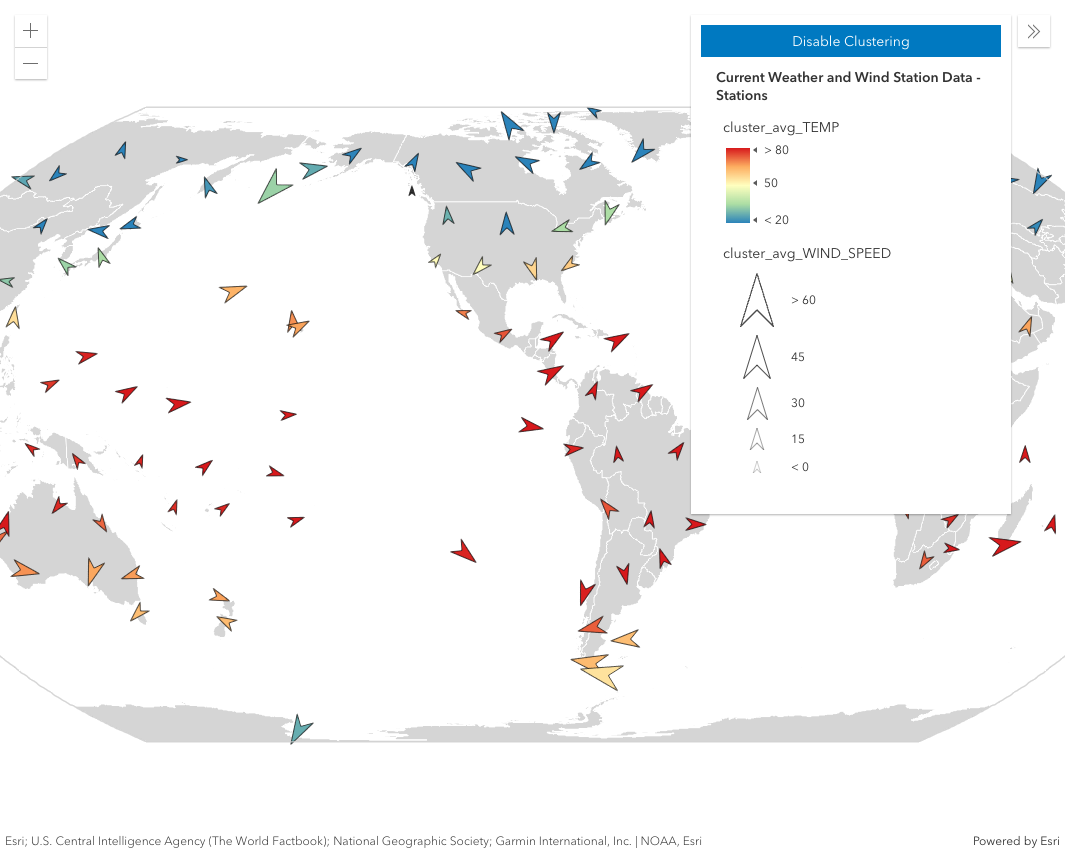 Disable Clustering
Current Weather and Wind Station Data -
Stations
cluster_avg_TEMP
> 80
50
< 20
cluster_avg_WIND_SPEED
> 60
45
30
15
< 0
Esri; U.S. Central Intelligence Agency (The World Factbook); National Geographic Society; Garmin International, Inc. | NOAA, Esri
Powered by Esri